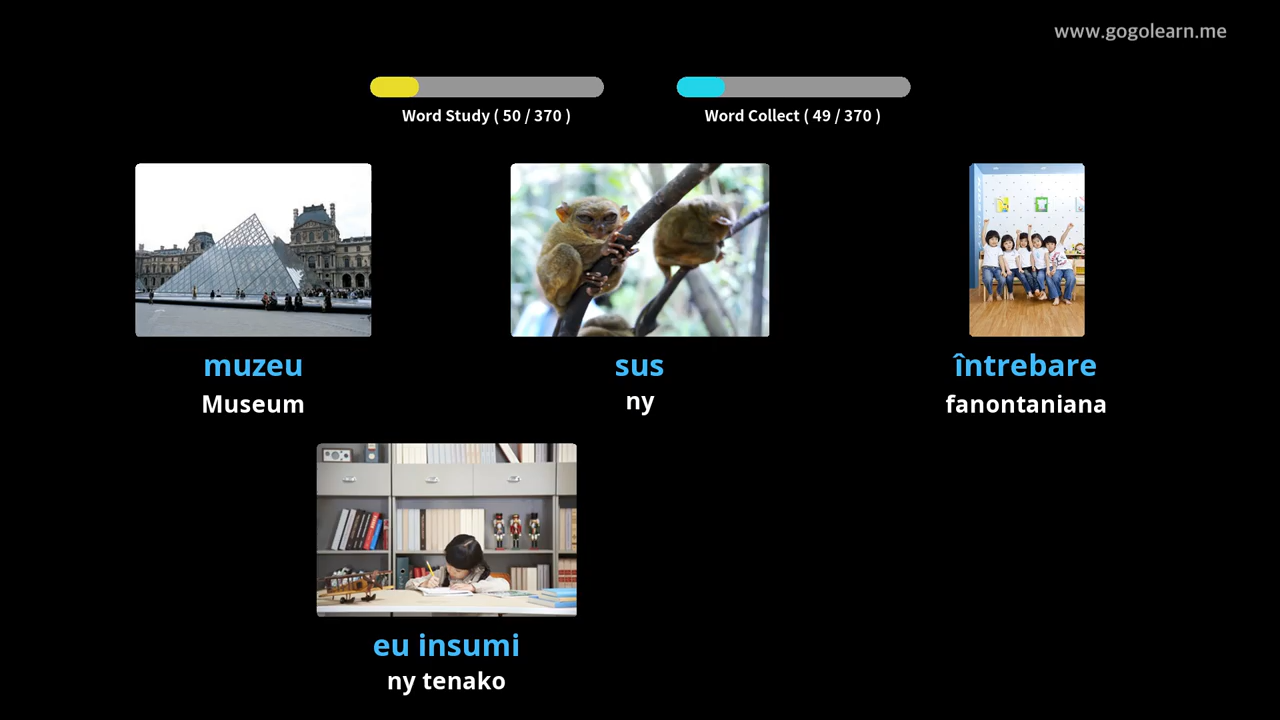 www.gogolearn.me
Word Study ( 50 / 370 )
Word Collect ( 49 / 370 )
muzeu
Museum
sus
ny
întrebare
fanontaniana
eu insumi
ny tenako